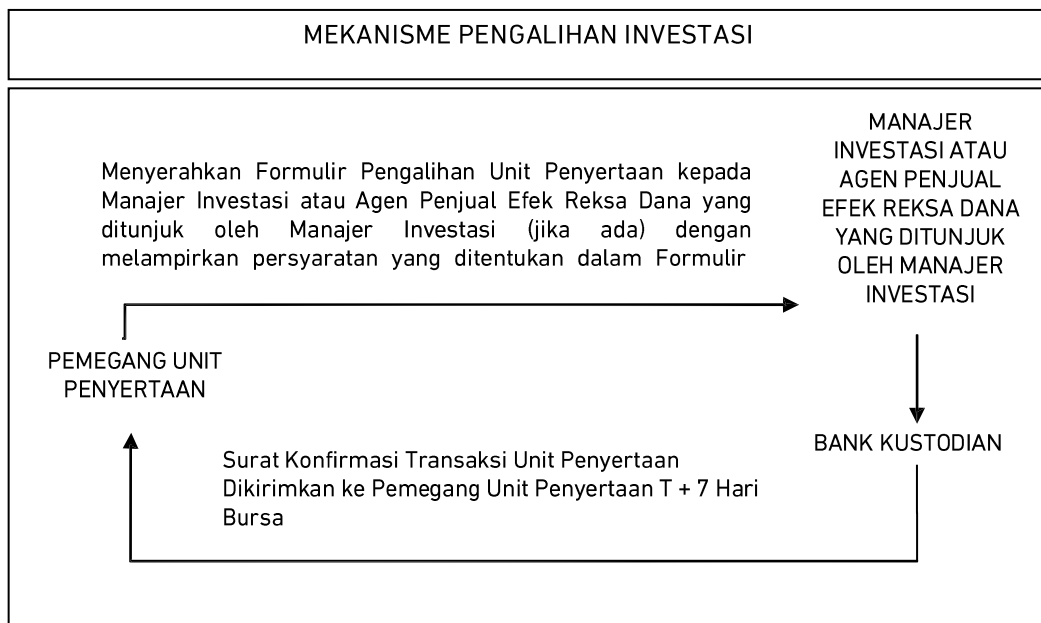 MEKANISME PENGALIHAN INVESTASI
Menyerahkan Formulir Pengalihan Unit Penyertaan kepada
Manajer Investasi atau Agen Penjual Efek Reksa Dana yang
ditunjuk oleh Manajer Investasi (jika ada) dengan
melampirkan persyaratan yang ditentukan dalam Formulir
MANAJER
INVESTASI ATAU
AGEN PENJUAL
EFEK REKSA DANA
YANG DITUNJUK
OLEH MANAJER
INVESTASI
PEMEGANG UNIT
PENYERTAAN
BANK KUSTODIAN
Surat Konfirmasi Transaksi Unit Penyertaan
Dikirimkan ke Pemegang Unit Penyertaan T + 7 Hari
Bursa